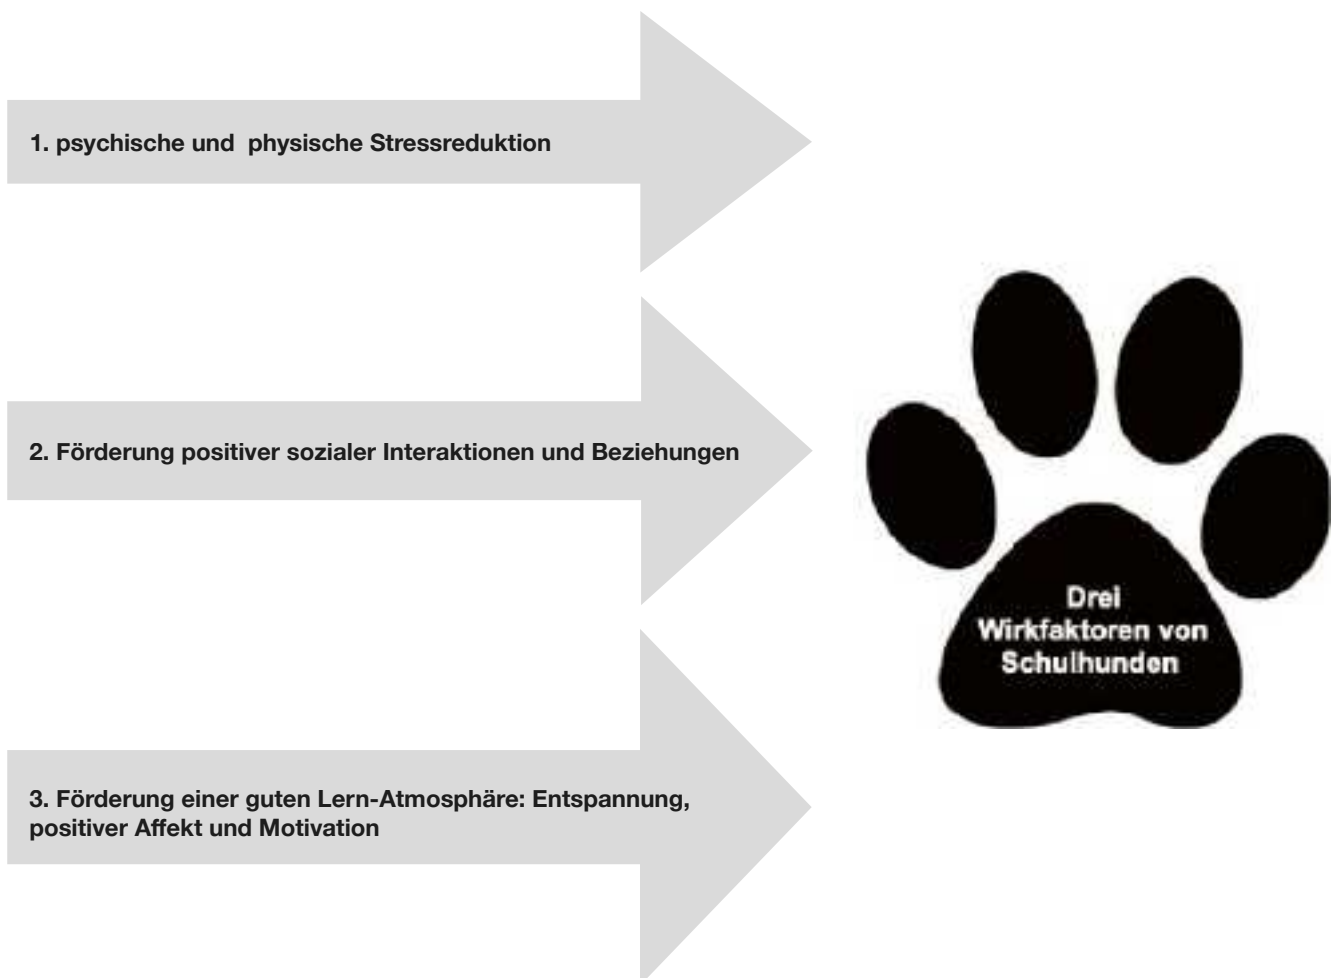 1. psychische und  physische Stressreduktion
2. Förderung positiver sozialer Interaktionen und Beziehungen
3. Förderung einer guten Lern-Atmosphäre: Entspannung,
positiver Affekt und Motivation
Drei
Wirkfaktoren von
Schulhunden